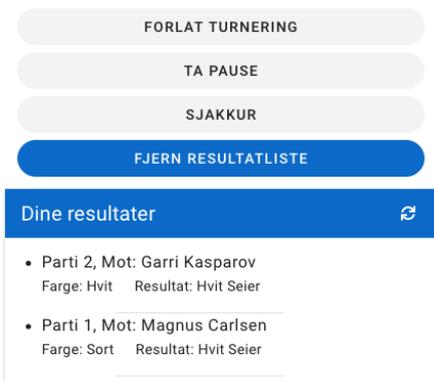 FORLAT TURNERING
TA PAUSE
SJAKKUR
FJERN RESULTATLISTE
Dine resultater
Parti 2, Mot: Garri Kasparov
Farge: Hvit Resultat: Hvit Seier
Parti 1, Mot: Magnus Carlsen
Farge: Sort Resultat: Hvit Seier